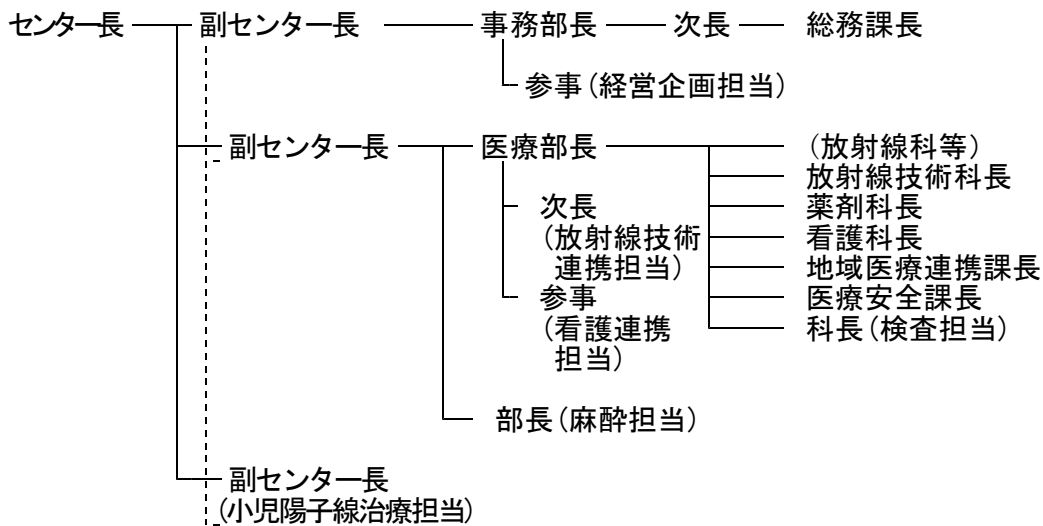 センター長 副センター長 事務部長 次長 総務課長
参事(経営企画担当)
副センター長 医療部長 (放射線科等)
放射線技術科長
次長 薬剤科長
(放射線技術 看護科長
連携担当) 地域医療連携課長
参事 医療安全課長
(看護連携 科長(検査担当)
担当)
部長(麻酔担当)
副センター長
(小児陽子線治療担当)